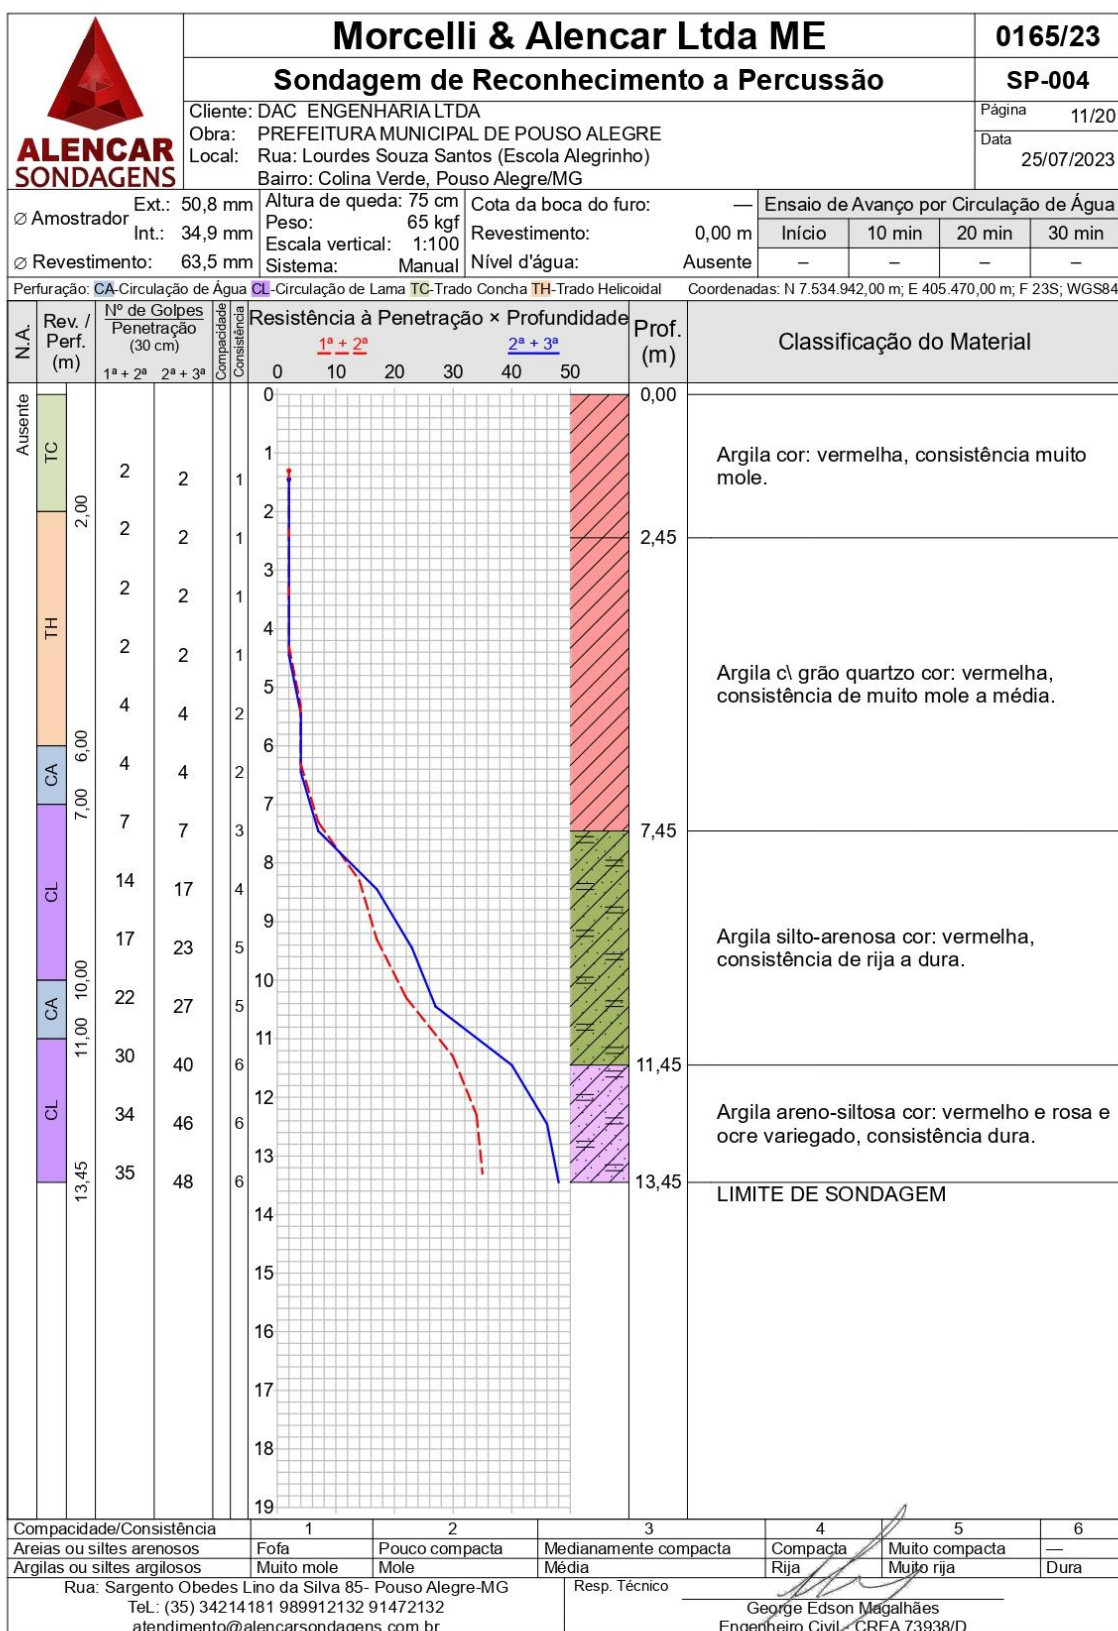 Morcelli & Alencar Ltda ME
0165/23
Sondagem de Reconhecimento a Percussão
SP-004
ALENCAR
SONDAGENS
Cliente: DAC ENGENHARIA LTDA
Obra: PREFEITURA MUNICIPAL DE POUSO ALEGRE
Local: Rua: Lourdes Souza Santos (Escola Alegrinho)
Bairro: Colina Verde, Pouso Alegre/MG
Página 11/20
Data
25/07/2023
Ø Amostrador Ext.: 50,8 mm
Int.: 34,9 mm
Ø Revestimento: 63,5 mm
Altura de queda: 75 cm
Peso: 65 kgf
Escala vertical: 1:100
Sistema: Manual
Cota da boca do furo: —
Revestimento: 0,00 m
Nível d'água: Ausente
Ensaio de Avanço por Circulação de Água
Início 10 min 20 min 30 min
– – – –
Perfuração: CA-Circulação de Água CL-Circulação de Lama TC-Trado Concha TH-Trado Helicoidal Coordenadas: N 7.534.942,00 m; E 405.470,00 m; F 23S; WGS84
N.A.
Rev. /
Perf.
(m)
Nº de Golpes
Penetração
(30 cm)
1ª + 2ª 2ª + 3ª
Compacidade
Consistência
Resistência à Penetração × Profundidade
1ª + 2ª 2ª + 3ª
0 10 20 30 40 50
Prof.
(m)
Classificação do Material
Ausente
TC
2,00
TH
6,00
CA
7,00
CL
10,00
CA
11,00
CL
13,45
2 2 1
2 2 1
2 2 1
2 2 1
4 4 2
4 4 2
7 7 3
14 17 4
17 23 5
22 27 5
30 40 6
34 46 6
35 48 6
0
1
2
3
4
5
6
7
8
9
10
11
12
13
14
15
16
17
18
19
0,00
Argila cor: vermelha, consistência muito
mole.
2,45
Argila c\ grão quartzo cor: vermelha,
consistência de muito mole a média.
7,45
Argila silto-arenosa cor: vermelha,
consistência de rija a dura.
11,45
Argila areno-siltosa cor: vermelho e rosa e
ocre variegado, consistência dura.
13,45
LIMITE DE SONDAGEM
Compacidade/Consistência 1 2 3 4 5 6
Areias ou siltes arenosos Fofa Pouco compacta Medianamente compacta Compacta Muito compacta —
Argilas ou siltes argilosos Muito mole Mole Média Rija Muito rija Dura
Rua: Sargento Obedes Lino da Silva 85- Pouso Alegre-MG
TeL: (35) 34214181 989912132 91472132
atendimento@alencarsondagens.com.br
Resp. Técnico
George Edson Magalhães
Engenheiro Civil - CREA 73938/D